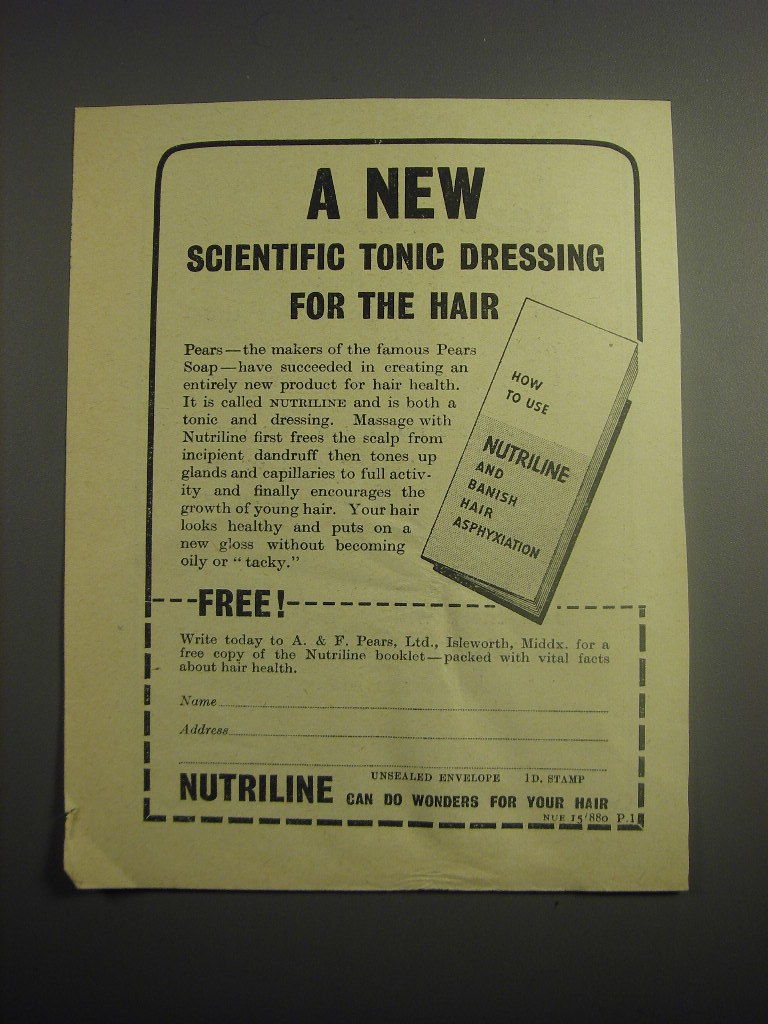 A NEW
SCIENTIFIC TONIC DRESSING
FOR THE HAIR
Pears—the makers of the famous Pears
Soap—have succeeded in creating an
entirely new product for hair health.
It is called NUTRILINE and is both a
tonic and dressing. Massage with
Nutriline first frees the scalp from
incipient dandruff then tones up
glands and capillaries to full activ-
ity and finally encourages the
growth of young hair. Your hair
looks healthy and puts on a
new gloss without becoming
oily or "tacky."
HOW
TO USE
NUTRILINE
AND
BANISH
HAIR
ASPHYXIATION
FREE!
Write today to A. & F. Pears, Ltd., Isleworth, Middx. for a
free copy of the Nutriline booklet—packed with vital facts
about hair health.
Name
Address
UNSEALED ENVELOPE 1D. STAMP
NUTRILINE CAN DO WONDERS FOR YOUR HAIR
NUE 15/880 P.1